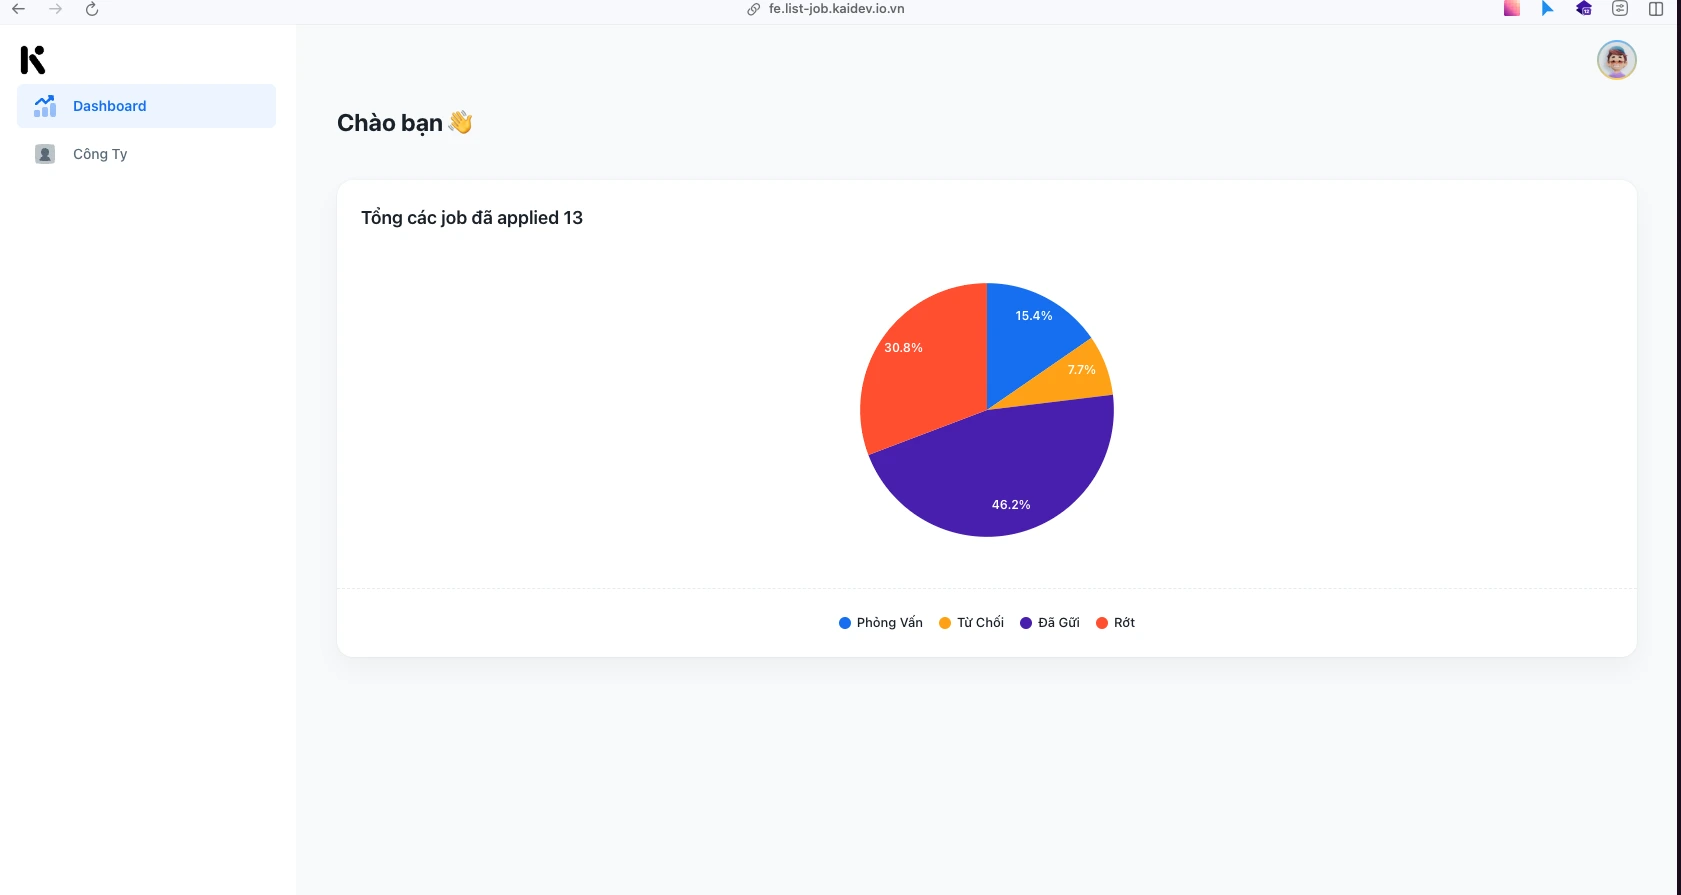 fe.list-job.kaidev.io.vn
Dashboard
Công Ty
Chào bạn 👋
Tổng các job đã applied 13
15.4%
30.8%
7.7%
46.2%
Phỏng Vấn Từ Chối Đã Gửi Rớt